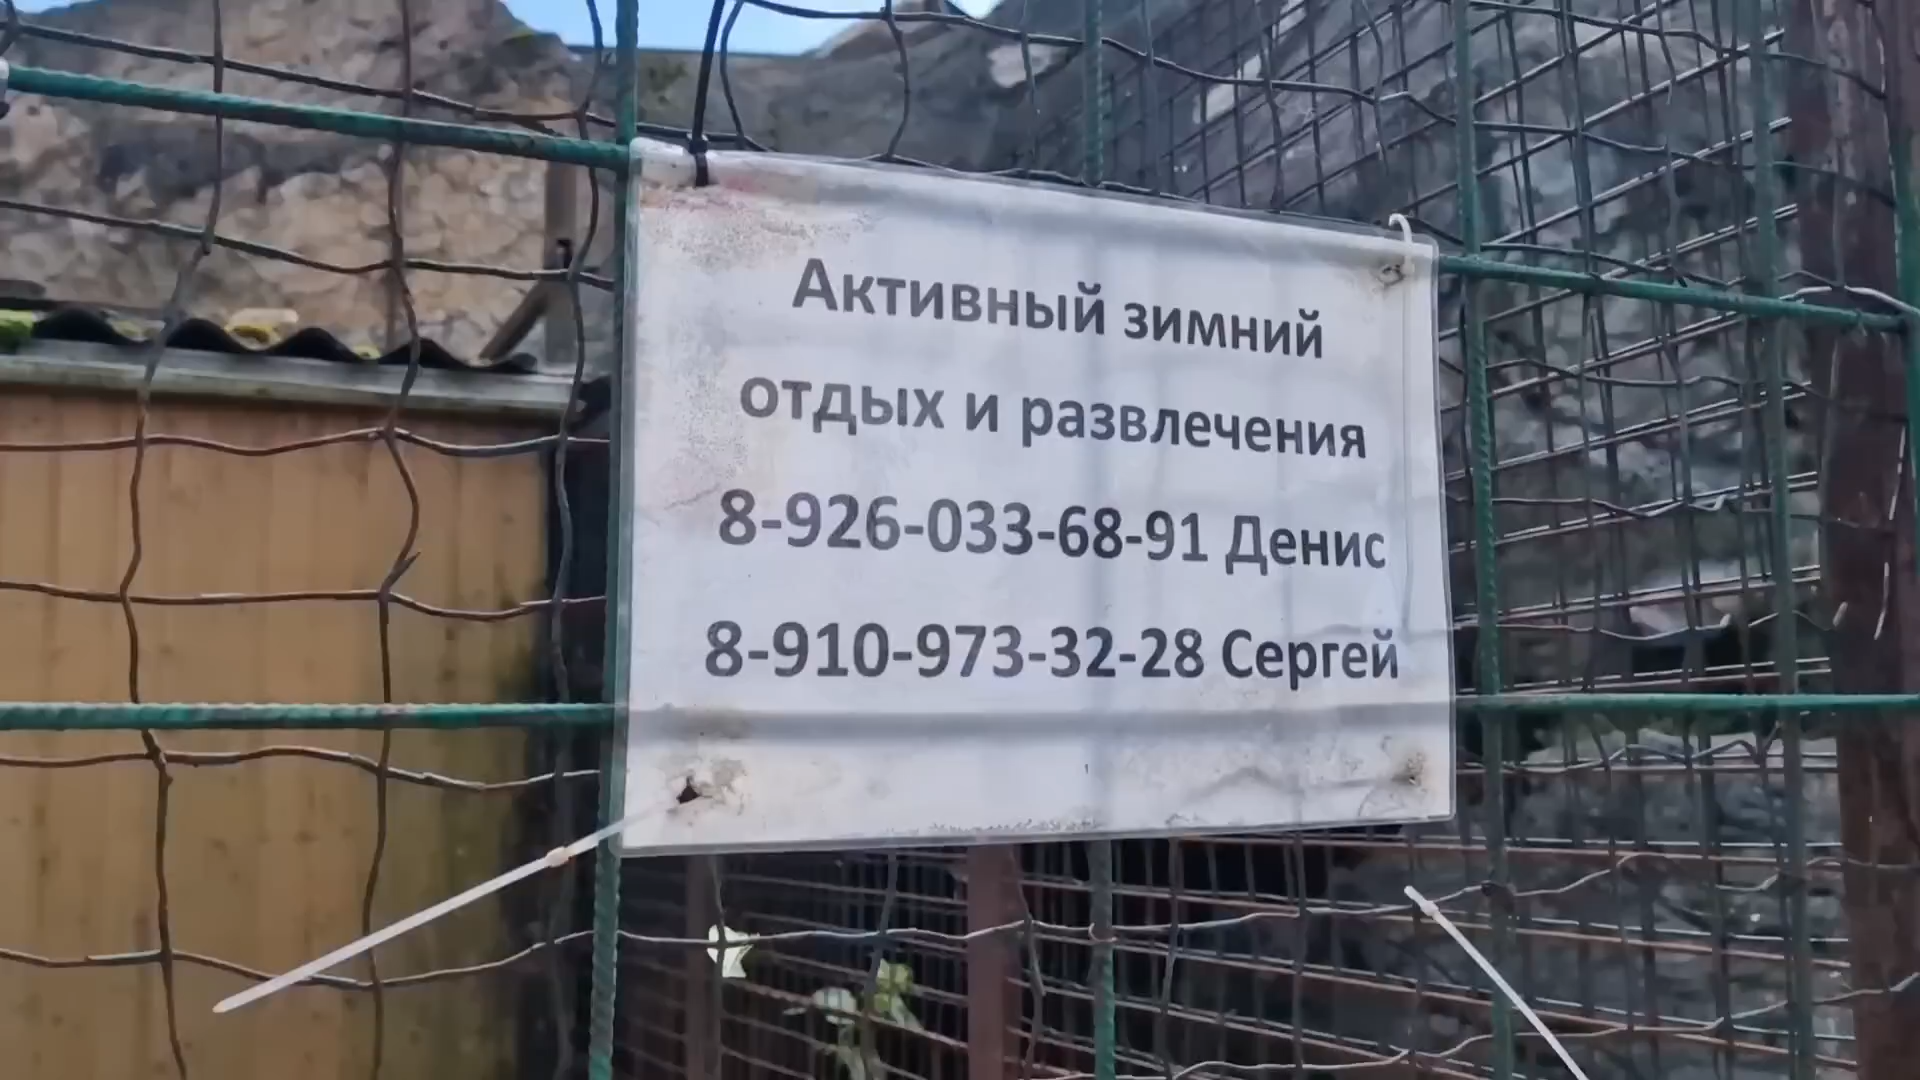 Активный зимний
отдых и развлечения
8-926-033-68-91 Денис
8-910-973-32-28 Сергей